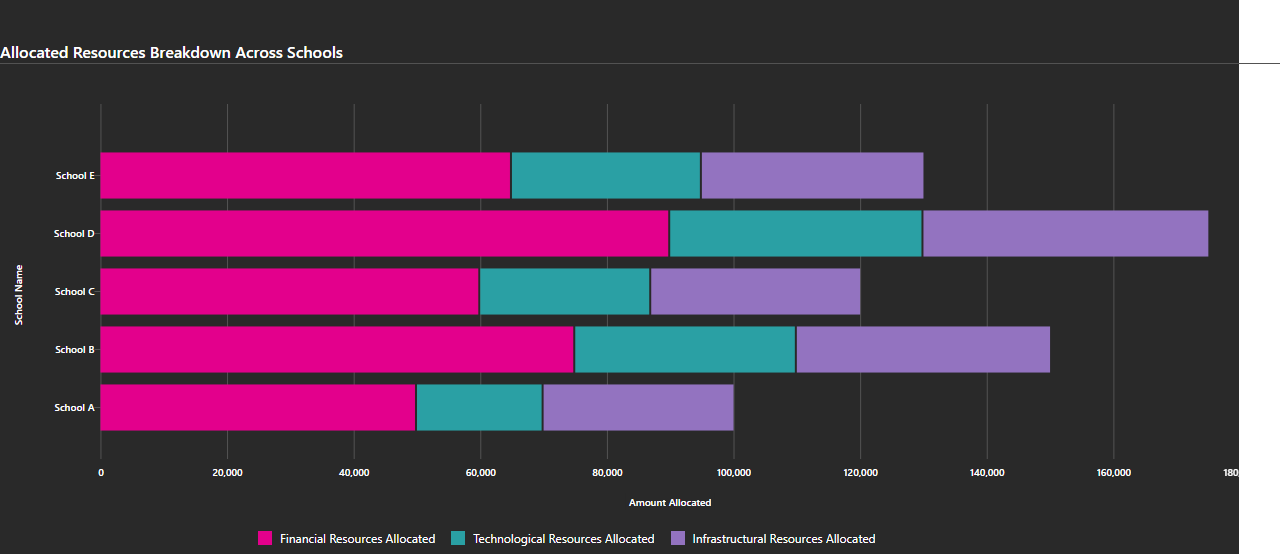 Allocated Resources Breakdown Across Schools
School E
School D
School C
School B
School A
School Name
0 20,000 40,000 60,000 80,000 100,000 120,000 140,000 160,000 180
Amount Allocated
Financial Resources Allocated Technological Resources Allocated Infrastructural Resources Allocated